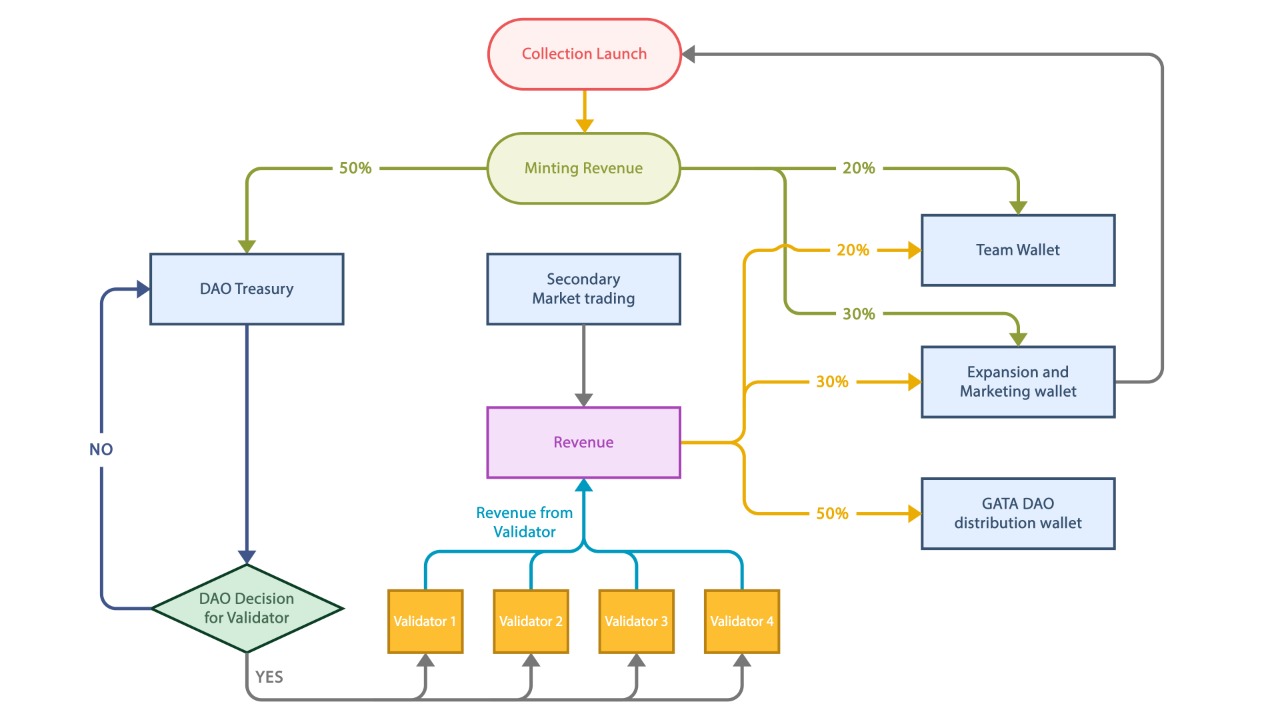 Collection Launch
50%
Minting Revenue
20%
DAO Treasury
Secondary
Market trading
20%
Team Wallet
30%
30%
Expansion and
Marketing wallet
NO
Revenue
50%
GATA DAO
distribution wallet
Revenue from
Validator
DAO Decision
for Validator
Validator 1
Validator 2
Validator 3
Validator 4
YES